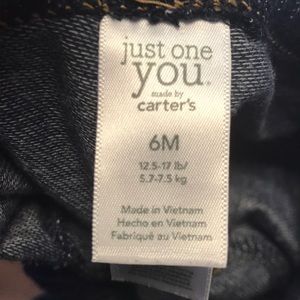 just one
you.
made by
carter's
6M
12.5-17 lb/
5.7-7.5 kg
Made in Vietnam
Hecho en Vietnam
Fabriqué au Vietnam